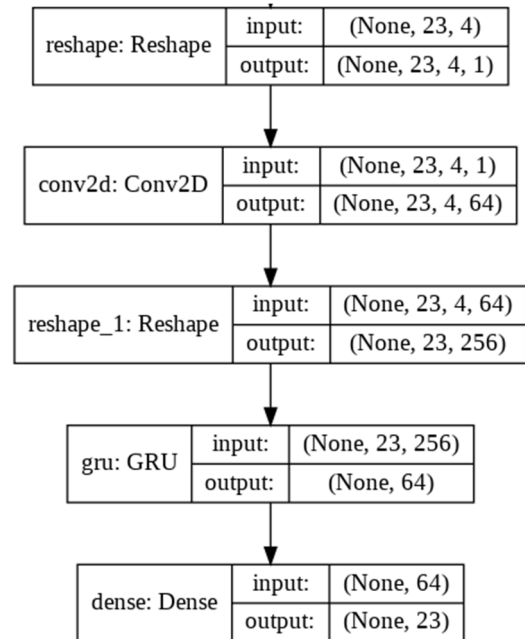 reshape: Reshape
input: (None, 23, 4)
output: (None, 23, 4, 1)
conv2d: Conv2D
input: (None, 23, 4, 1)
output: (None, 23, 4, 64)
reshape_1: Reshape
input: (None, 23, 4, 64)
output: (None, 23, 256)
gru: GRU
input: (None, 23, 256)
output: (None, 64)
dense: Dense
input: (None, 64)
output: (None, 23)